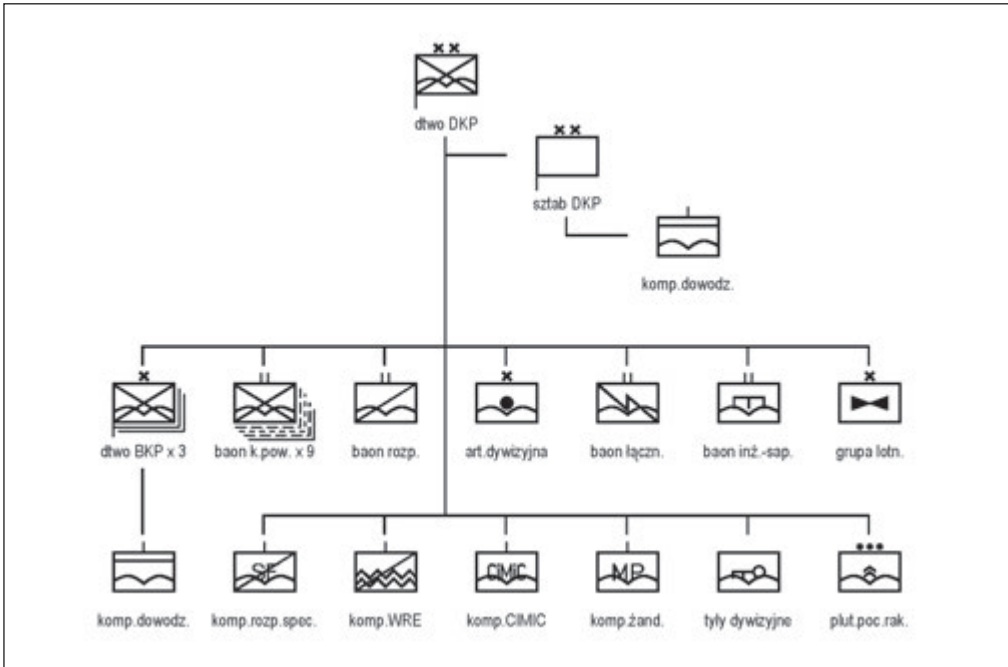 dtwo DKP
sztab DKP
komp.dowodz.
dtwo BKP x 3
baon k.pow. x 9
baon rozp.
art.dywizyjna
baon łączn.
baon inż.-sap.
grupa lotn.
SF
CIMIC
MP
komp.dowodz.
komp.rozp.spec.
komp.WRE
komp.CIMIC
komp.żand.
tyły dywizyjne
plut.poc.rak.